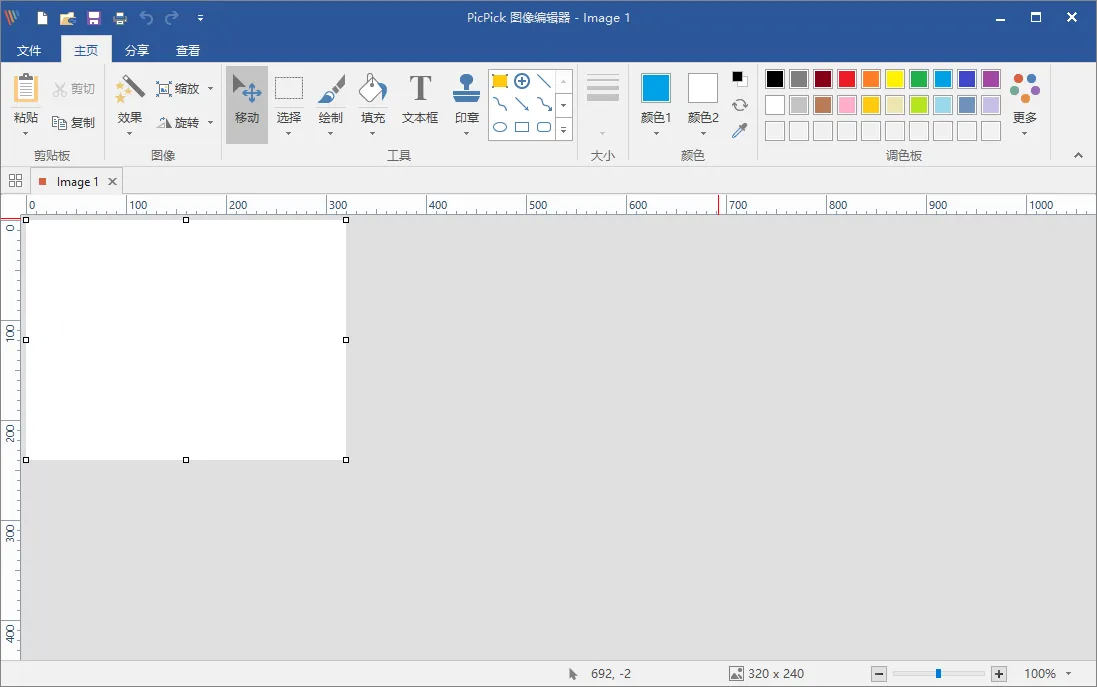 PicPick 图像编辑器 - Image 1
文件 主页 分享 查看
粘贴 剪切 复制 效果 缩放 旋转 移动 选择 绘制 填充 文本框 印章 颜色1 颜色2 更多
剪贴板 图像 工具 大小 颜色 调色板
Image 1
0 100 200 300 400 500 600 700 800 900 1000
0
100
200
300
400
692, -2 320 x 240 100%